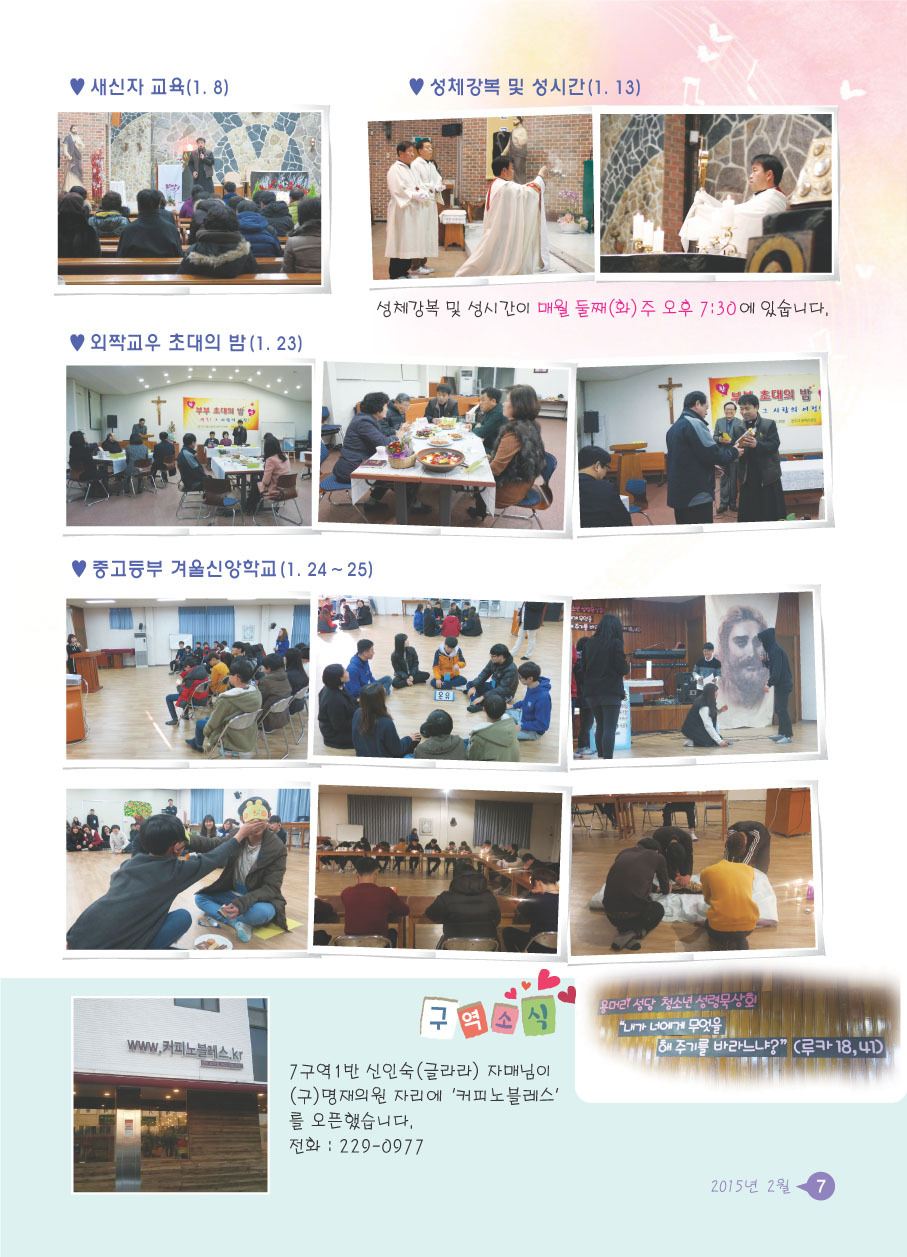 ♥ 새신자 교육(1. 8)
♥ 성체강복 및 성시간(1. 13)
성체강복 및 성시간이 매월 둘째(화)주 오후 7:30에 있습니다.
♥ 외짝교우 초대의 밤(1. 23)
부부 초대의 밤
부부 초대의 밤
♥ 중고등부 겨울신앙학교(1. 24~25)
온유
구역소식
www.커피노블레스.kr
7구역1반 신인숙(글라라) 자매님이
(구)명재의원 자리에 '커피노블레스'
를 오픈했습니다.
전화 : 229-0977
용머리 성당 청소년 성령묵상회
"내가 너에게 무엇을
해 주기를 바라느냐?" (루카 18,41)
2015년 2월 7